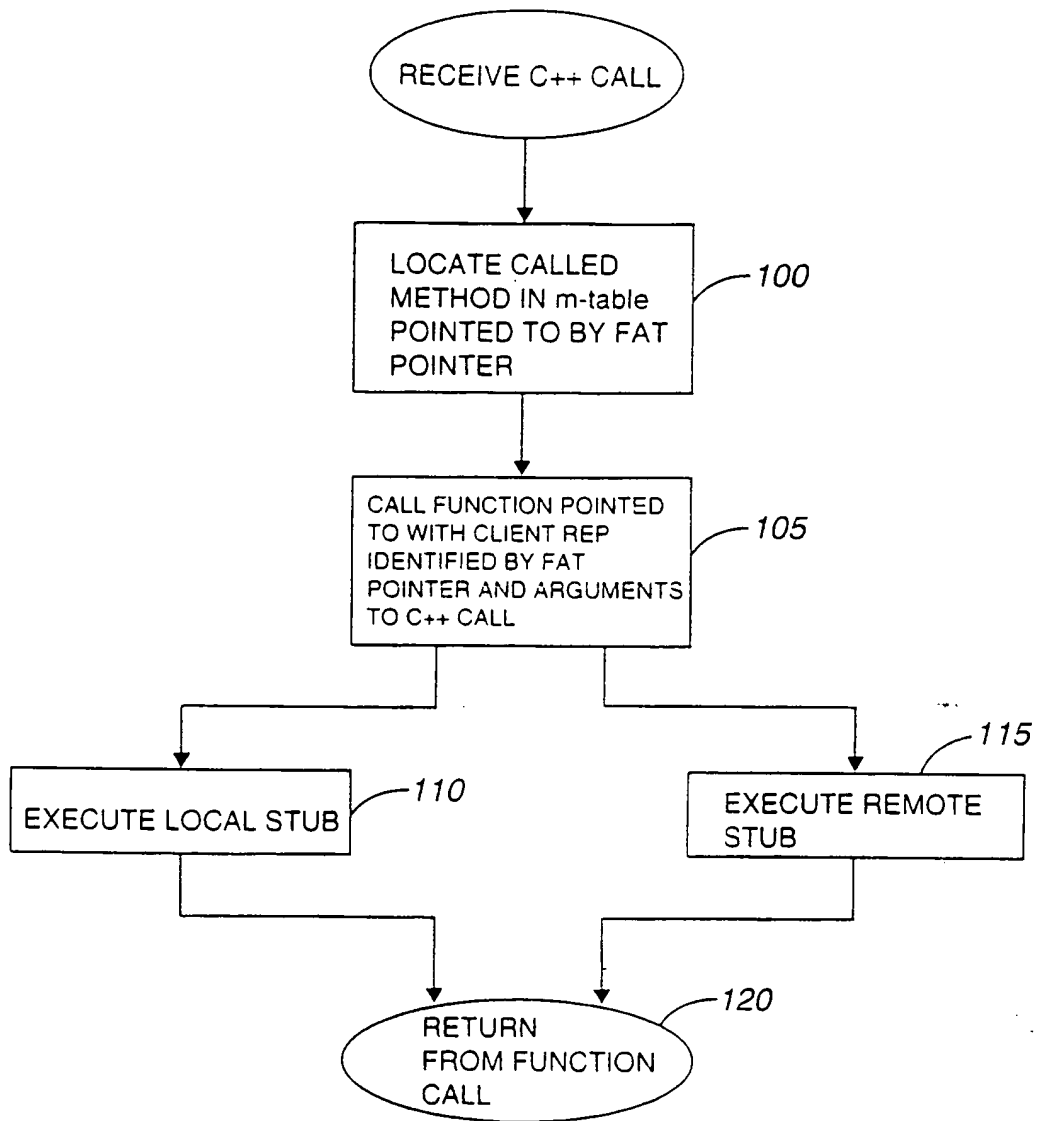 RECEIVE C++ CALL
LOCATE CALLED
METHOD IN m-table
POINTED TO BY FAT
POINTER
100
CALL FUNCTION POINTED
TO WITH CLIENT REP
IDENTIFIED BY FAT
POINTER AND ARGUMENTS
TO C++ CALL
105
EXECUTE LOCAL STUB
110
EXECUTE REMOTE
STUB
115
RETURN
FROM FUNCTION
CALL
120